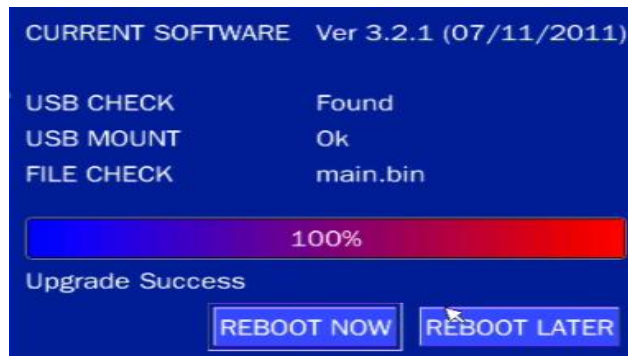 CURRENT SOFTWARE Ver 3.2.1 (07/11/2011)
USB CHECK Found
USB MOUNT Ok
FILE CHECK main.bin
100%
Upgrade Success
REBOOT NOW REBOOT LATER